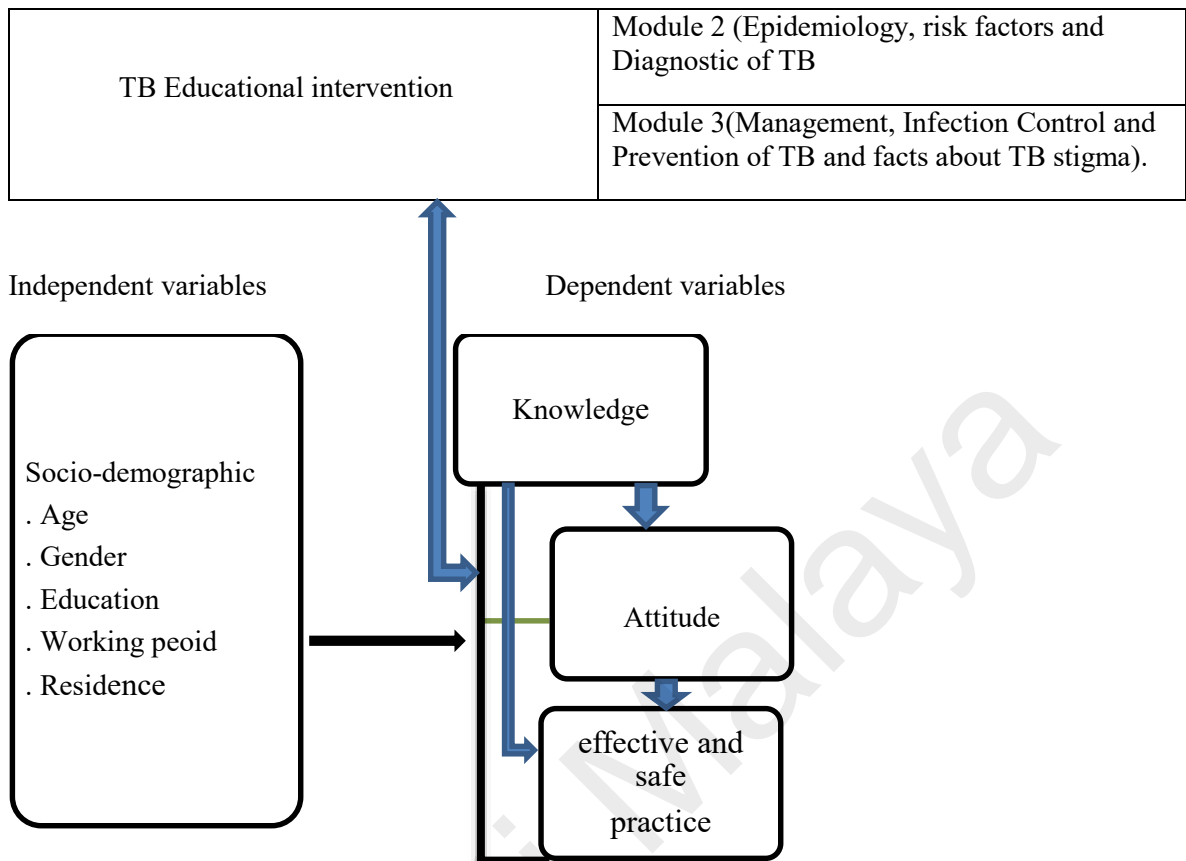 TB Educational intervention
Module 2 (Epidemiology, risk factors and
Diagnostic of TB
Module 3(Management, Infection Control and
Prevention of TB and facts about TB stigma).
Independent variables
Dependent variables
Socio-demographic
. Age
. Gender
. Education
. Working peoid
. Residence
Knowledge
Attitude
effective and
safe
practice
Malaya